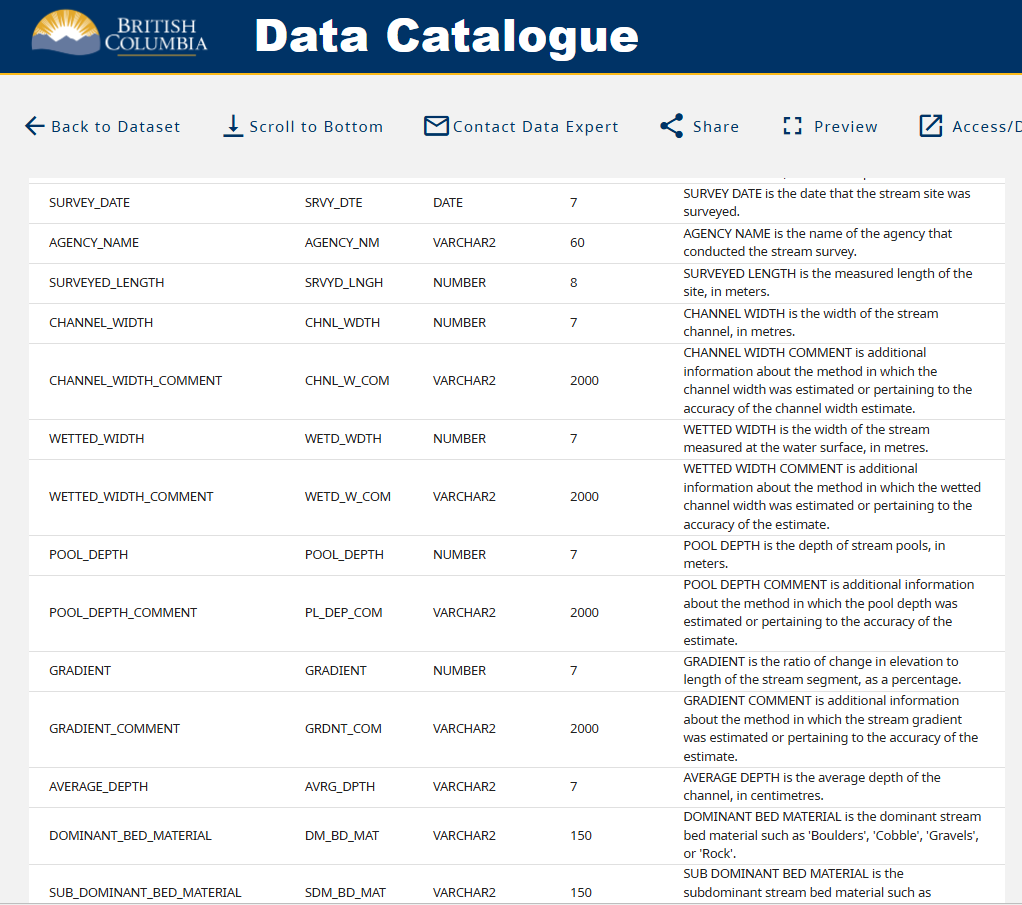 BRITISH
COLUMBIA
Data Catalogue
Back to Dataset
Scroll to Bottom
Contact Data Expert
Share
Preview
Access/D
SURVEY_DATE SRVY_DTE DATE 7 SURVEY DATE is the date that the stream site was
surveyed.
AGENCY_NAME AGENCY_NM VARCHAR2 60 AGENCY NAME is the name of the agency that
conducted the stream survey.
SURVEYED_LENGTH SRVYD_LNGH NUMBER 8 SURVEYED LENGTH is the measured length of the
site, in meters.
CHANNEL_WIDTH CHNL_WDTH NUMBER 7 CHANNEL WIDTH is the width of the stream
channel, in metres.
CHANNEL_WIDTH_COMMENT CHNL_W_COM VARCHAR2 2000 CHANNEL WIDTH COMMENT is additional
information about the method in which the
channel width was estimated or pertaining to the
accuracy of the channel width estimate.
WETTED_WIDTH WETD_WDTH NUMBER 7 WETTED WIDTH is the width of the stream
measured at the water surface, in metres.
WETTED_WIDTH_COMMENT WETD_W_COM VARCHAR2 2000 WETTED WIDTH COMMENT is additional
information about the method in which the wetted
channel width was estimated or pertaining to the
accuracy of the estimate.
POOL_DEPTH POOL_DEPTH NUMBER 7 POOL DEPTH is the depth of stream pools, in
meters.
POOL_DEPTH_COMMENT PL_DEP_COM VARCHAR2 2000 POOL DEPTH COMMENT is additional information
about the method in which the pool depth was
estimated or pertaining to the accuracy of the
estimate.
GRADIENT GRADIENT NUMBER 7 GRADIENT is the ratio of change in elevation to
length of the stream segment, as a percentage.
GRADIENT_COMMENT GRDNT_COM VARCHAR2 2000 GRADIENT COMMENT is additional information
about the method in which the stream gradient
was estimated or pertaining to the accuracy of the
estimate.
AVERAGE_DEPTH AVRG_DPTH VARCHAR2 7 AVERAGE DEPTH is the average depth of the
channel, in centimetres.
DOMINANT_BED_MATERIAL DM_BD_MAT VARCHAR2 150 DOMINANT BED MATERIAL is the dominant stream
bed material such as 'Boulders', 'Cobble', 'Gravels',
or 'Rock'.
SUB_DOMINANT_BED_MATERIAL SDM_BD_MAT VARCHAR2 150 SUB DOMINANT BED MATERIAL is the
subdominant stream bed material such as